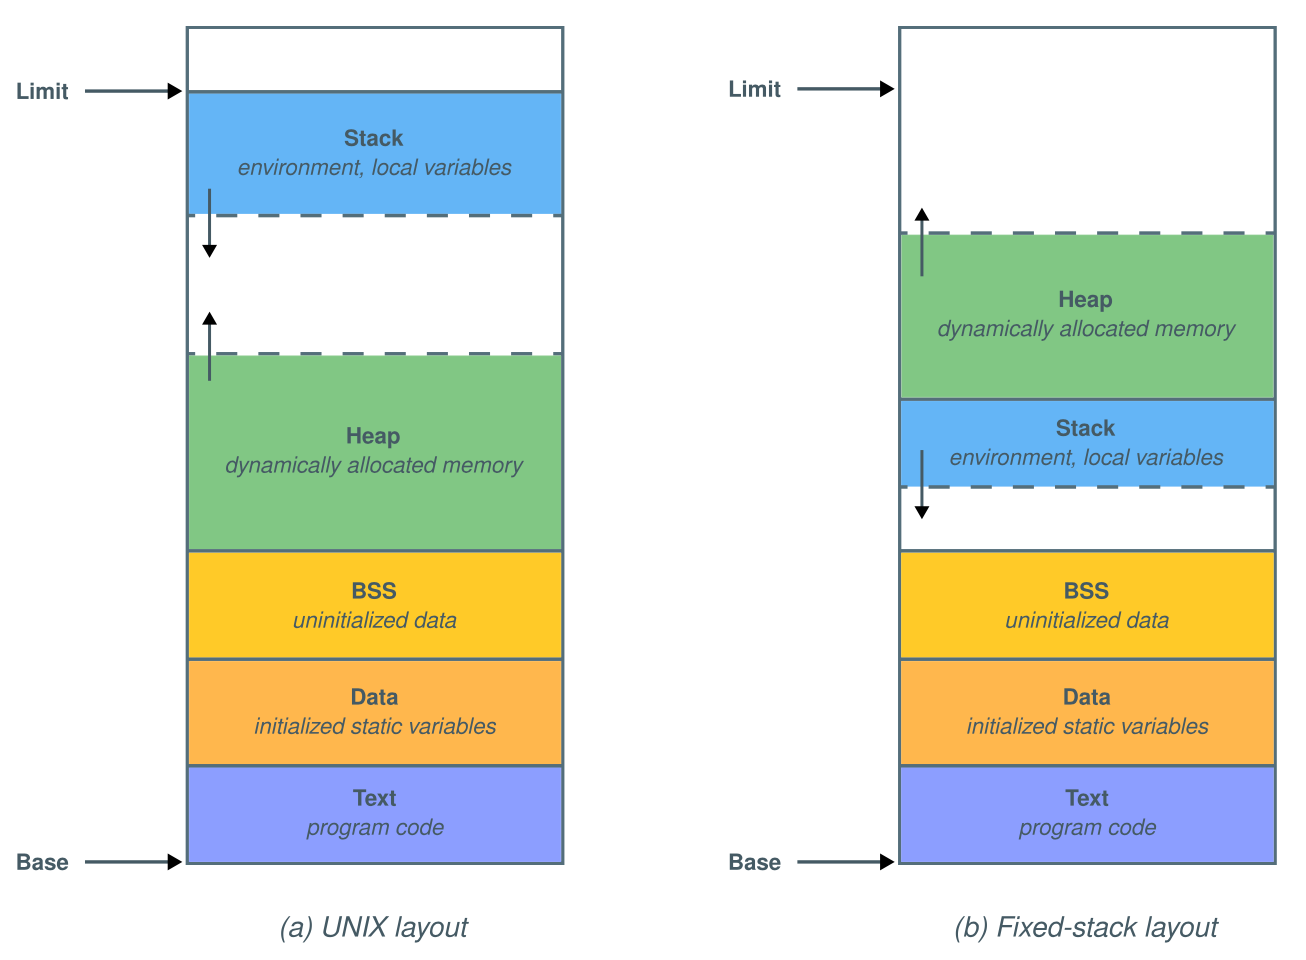 Limit
Stack
environment, local variables
Heap
dynamically allocated memory
BSS
uninitialized data
Data
initialized static variables
Text
program code
Base
(a) UNIX layout
Limit
Heap
dynamically allocated memory
Stack
environment, local variables
BSS
uninitialized data
Data
initialized static variables
Text
program code
Base
(b) Fixed-stack layout